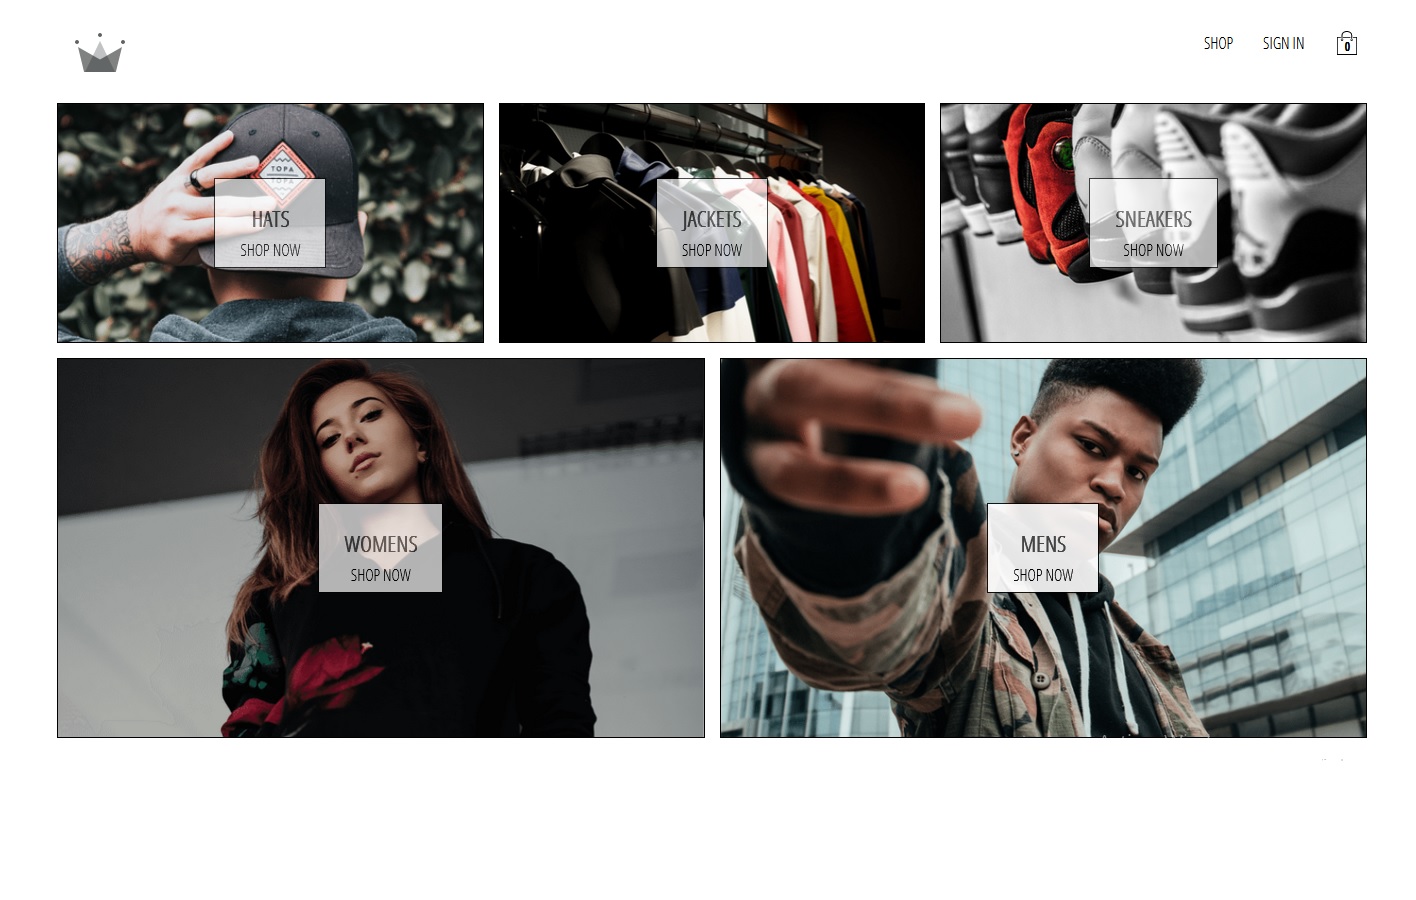 SHOP
SIGN IN
0
TOPA
TOPA
HATS
SHOP NOW
JACKETS
SHOP NOW
SNEAKERS
SHOP NOW
WOMENS
SHOP NOW
MENS
SHOP NOW